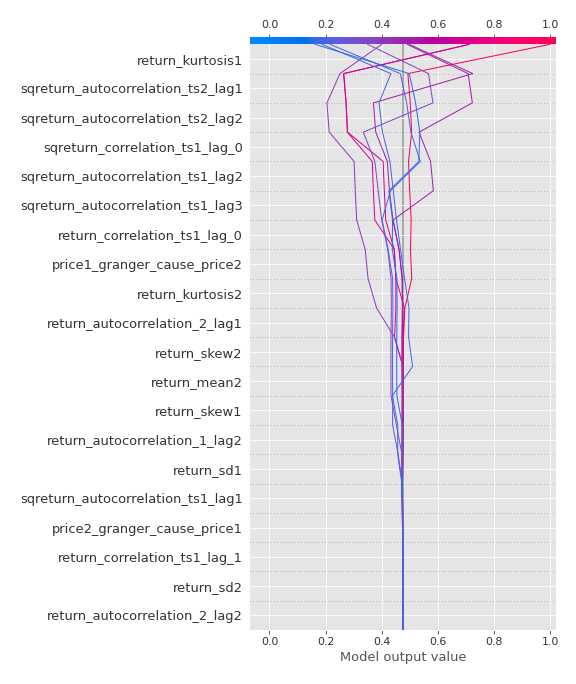 0.0 0.2 0.4 0.6 0.8 1.0
return_kurtosis1
sqreturn_autocorrelation_ts2_lag1
sqreturn_autocorrelation_ts2_lag2
sqreturn_correlation_ts1_lag_0
sqreturn_autocorrelation_ts1_lag2
sqreturn_autocorrelation_ts1_lag3
return_correlation_ts1_lag_0
price1_granger_cause_price2
return_kurtosis2
return_autocorrelation_2_lag1
return_skew2
return_mean2
return_skew1
return_autocorrelation_1_lag2
return_sd1
sqreturn_autocorrelation_ts1_lag1
price2_granger_cause_price1
return_correlation_ts1_lag_1
return_sd2
return_autocorrelation_2_lag2
0.0 0.2 0.4 0.6 0.8 1.0
Model output value